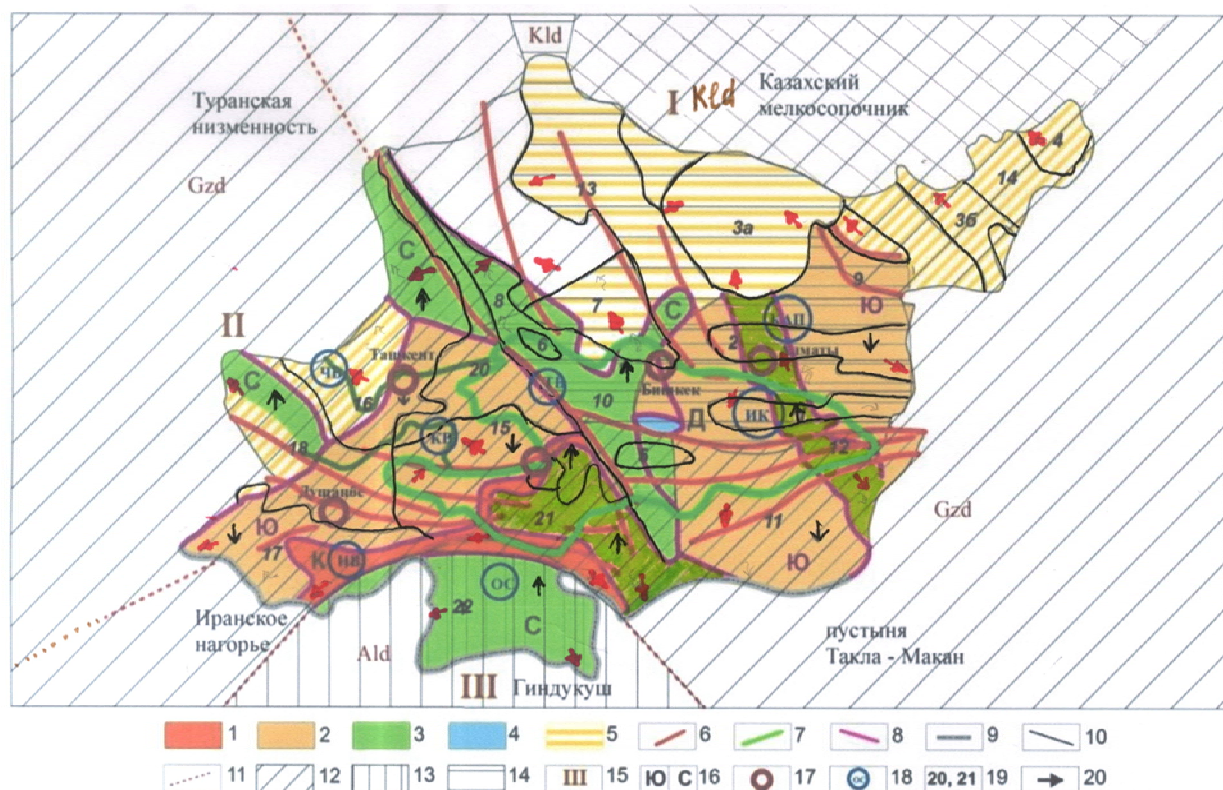 Kld
I Kld
Казахский
мелкосопочник
Туранская
низменность
Gzd
4
14
13
3б
3а
С
9
8
Ю
7
С
II
6
2
КАП
Ташкент
Алматы
ЧВ
20
Бишкек
С
16
10
Д
ИК
КВ
15
18
5
12
Душанбе
21
11
Gzd
Ю
17
К
ИВ
Ю
ОС
22
С
Иранское
нагорье
Ald
пустыня
Такла - Макан
III Гиндукуш
1 2 3 4 5 6 7 8 9 10
11 12 13 14 III 15 Ю С 16 17 ОС 18 20, 21 19 20